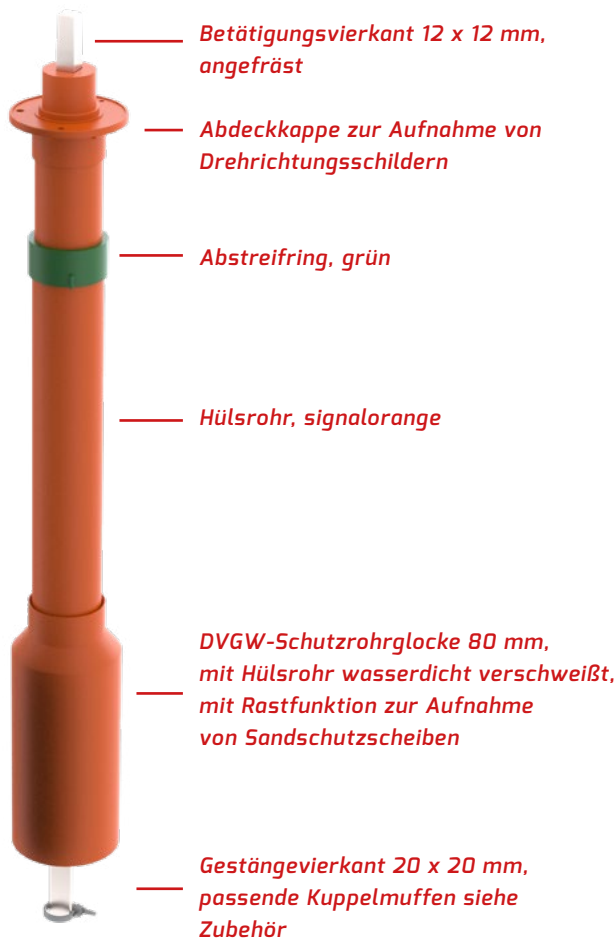 Betätigungsvierkant 12 x 12 mm,
angefräst
Abdeckkappe zur Aufnahme von
Drehrichtungsschildern
Abstreifring, grün
Hülsrohr, signalorange
DVGW-Schutzrohrglocke 80 mm,
mit Hülsrohr wasserdicht verschweißt,
mit Rastfunktion zur Aufnahme
von Sandschutzscheiben
Gestängevierkant 20 x 20 mm,
passende Kuppelmuffen siehe
Zubehör